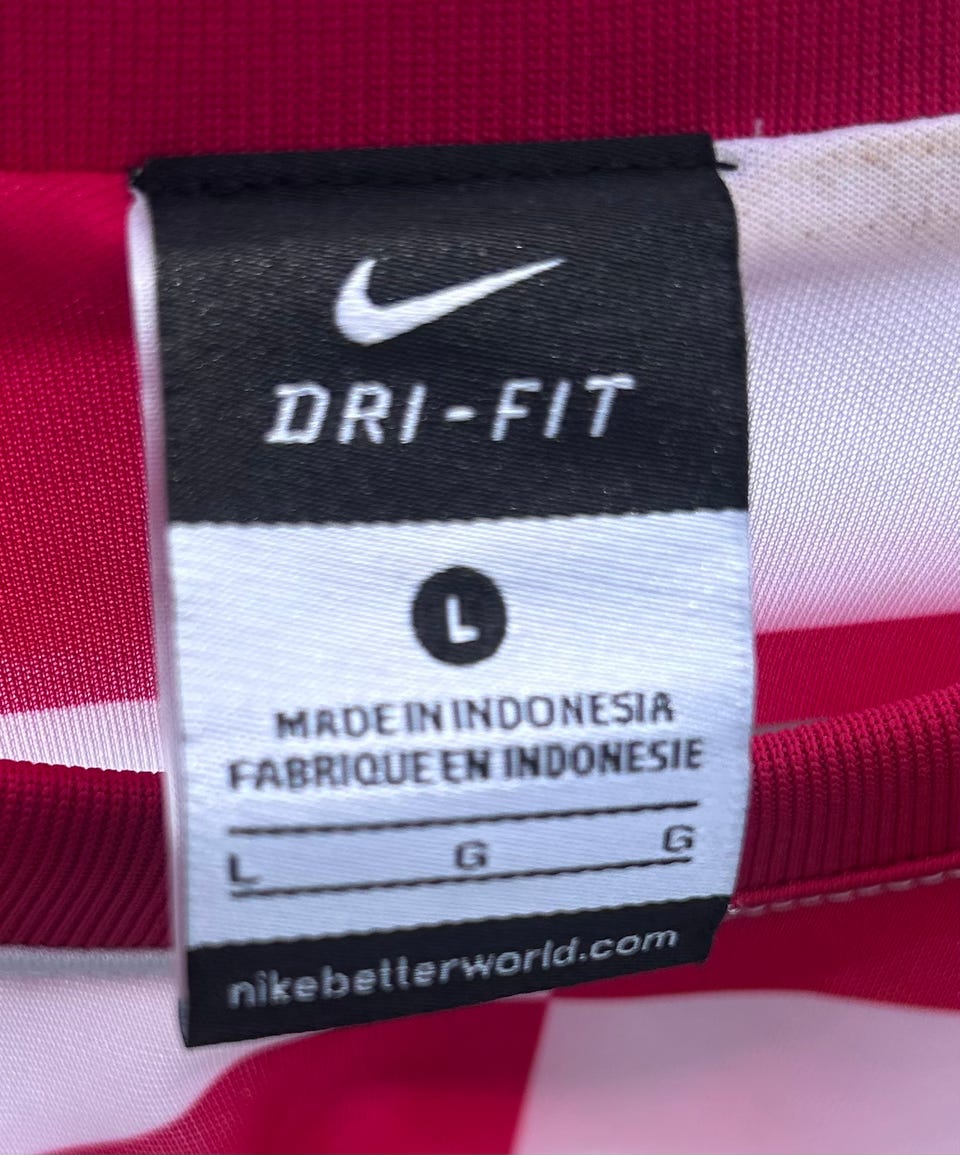 DRI-FIT
L
MADE IN INDONESIA
FABRIQUE EN INDONESIE
L G G
nikebetterworld.com